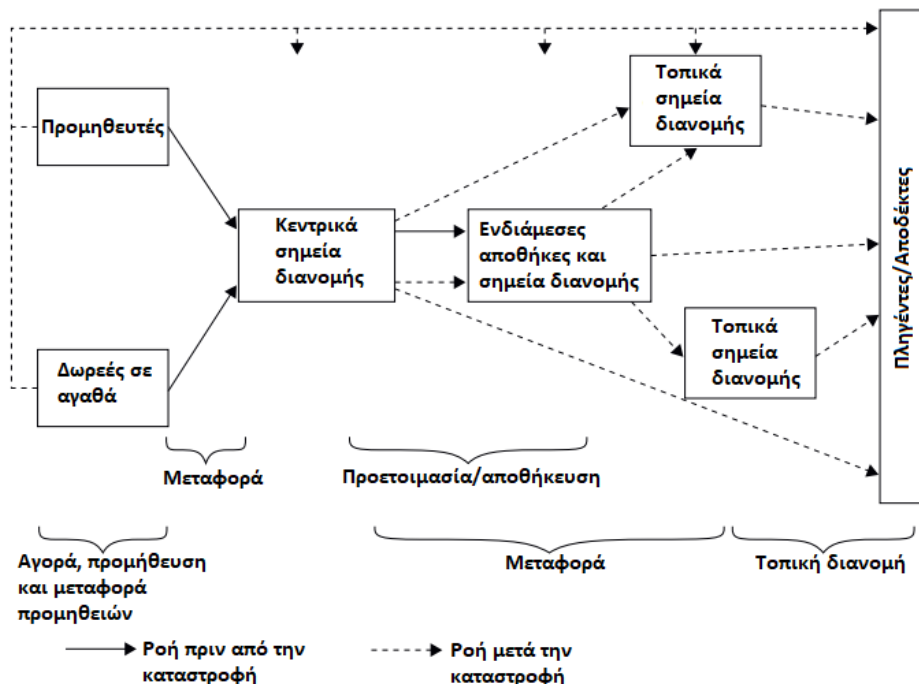 Τοπικά
σημεία
διανομής
Προμηθευτές
Κεντρικά
σημεία
διανομής
Ενδιάμεσες
αποθήκες και
σημεία διανομής
Πληγέντες/Αποδέκτες
Τοπικά
σημεία
διανομής
Δωρεές σε
αγαθά
Μεταφορά
Προετοιμασία/αποθήκευση
Αγορά, προμήθευση
και μεταφορά
προμηθειών
Μεταφορά
Τοπική διανομή
Ροή πριν από την
καταστροφή
Ροή μετά την
καταστροφή